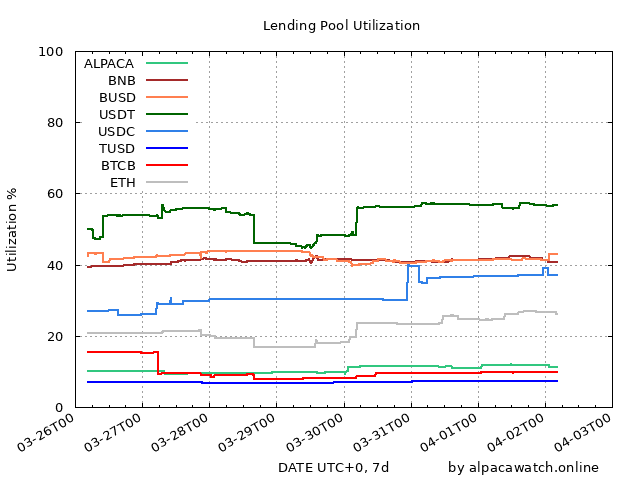 Lending Pool Utilization
100
80
60
40
20
0
Utilization %
ALPACA
BNB
BUSD
USDT
USDC
TUSD
BTCB
ETH
03-26T00
03-27T00
03-28T00
03-29T00
03-30T00
03-31T00
04-01T00
04-02T00
04-03T00
DATE UTC+0, 7d
by alpacawatch.online